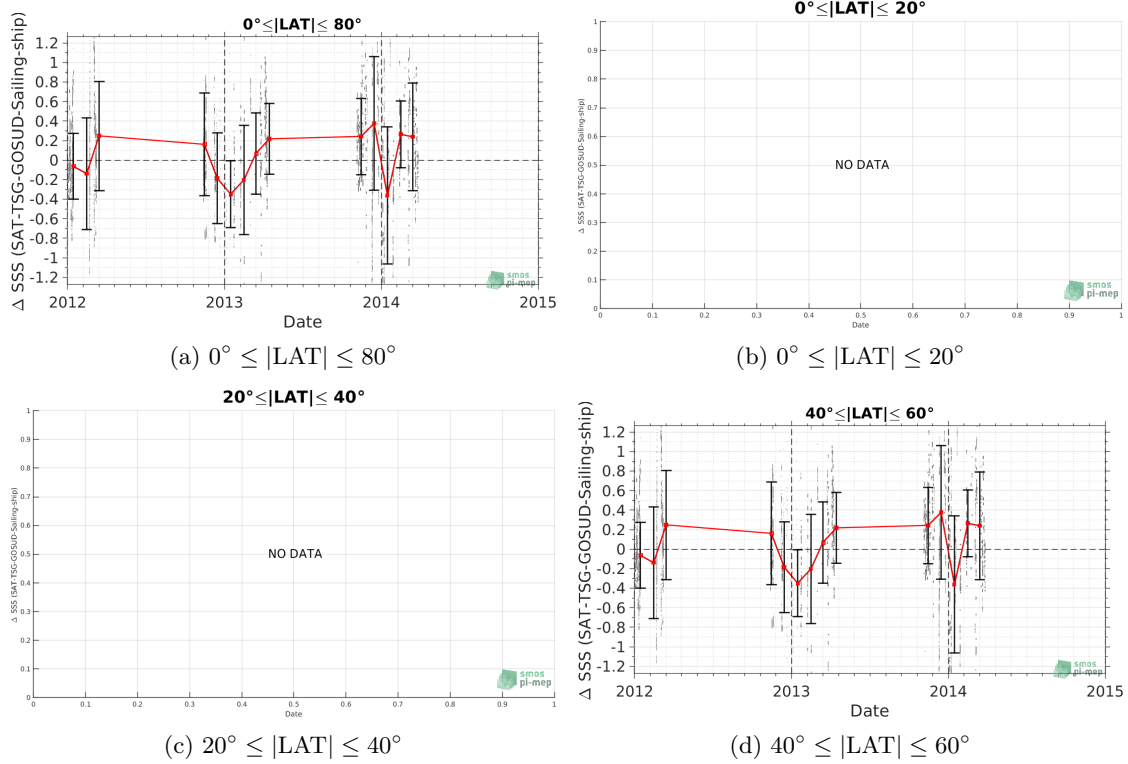 0°≤|LAT|≤ 80°
Δ SSS (SAT-TSG-GOSUD-Sailing-ship)
1.2
1
0.8
0.6
0.4
0.2
0
-0.2
-0.4
-0.6
-0.8
-1
-1.2
2012 2013 2014 2015
Date
smos
pi-mep
(a) 0° ≤ |LAT| ≤ 80°
0°≤|LAT|≤ 20°
Δ SSS (SAT-TSG-GOSUD-Sailing-ship)
1
0.9
0.8
0.7
0.6
0.5
0.4
0.3
0.2
0.1
0
NO DATA
0 0.1 0.2 0.3 0.4 0.5 0.6 0.7 0.8 0.9 1
Date
smos
pi-mep
(b) 0° ≤ |LAT| ≤ 20°
20°≤|LAT|≤ 40°
Δ SSS (SAT-TSG-GOSUD-Sailing-ship)
1
0.9
0.8
0.7
0.6
0.5
0.4
0.3
0.2
0.1
0
NO DATA
0 0.1 0.2 0.3 0.4 0.5 0.6 0.7 0.8 0.9 1
Date
smos
pi-mep
(c) 20° ≤ |LAT| ≤ 40°
40°≤|LAT|≤ 60°
Δ SSS (SAT-TSG-GOSUD-Sailing-ship)
1.2
1
0.8
0.6
0.4
0.2
0
-0.2
-0.4
-0.6
-0.8
-1
-1.2
2012 2013 2014 2015
Date
smos
pi-mep
(d) 40° ≤ |LAT| ≤ 60°